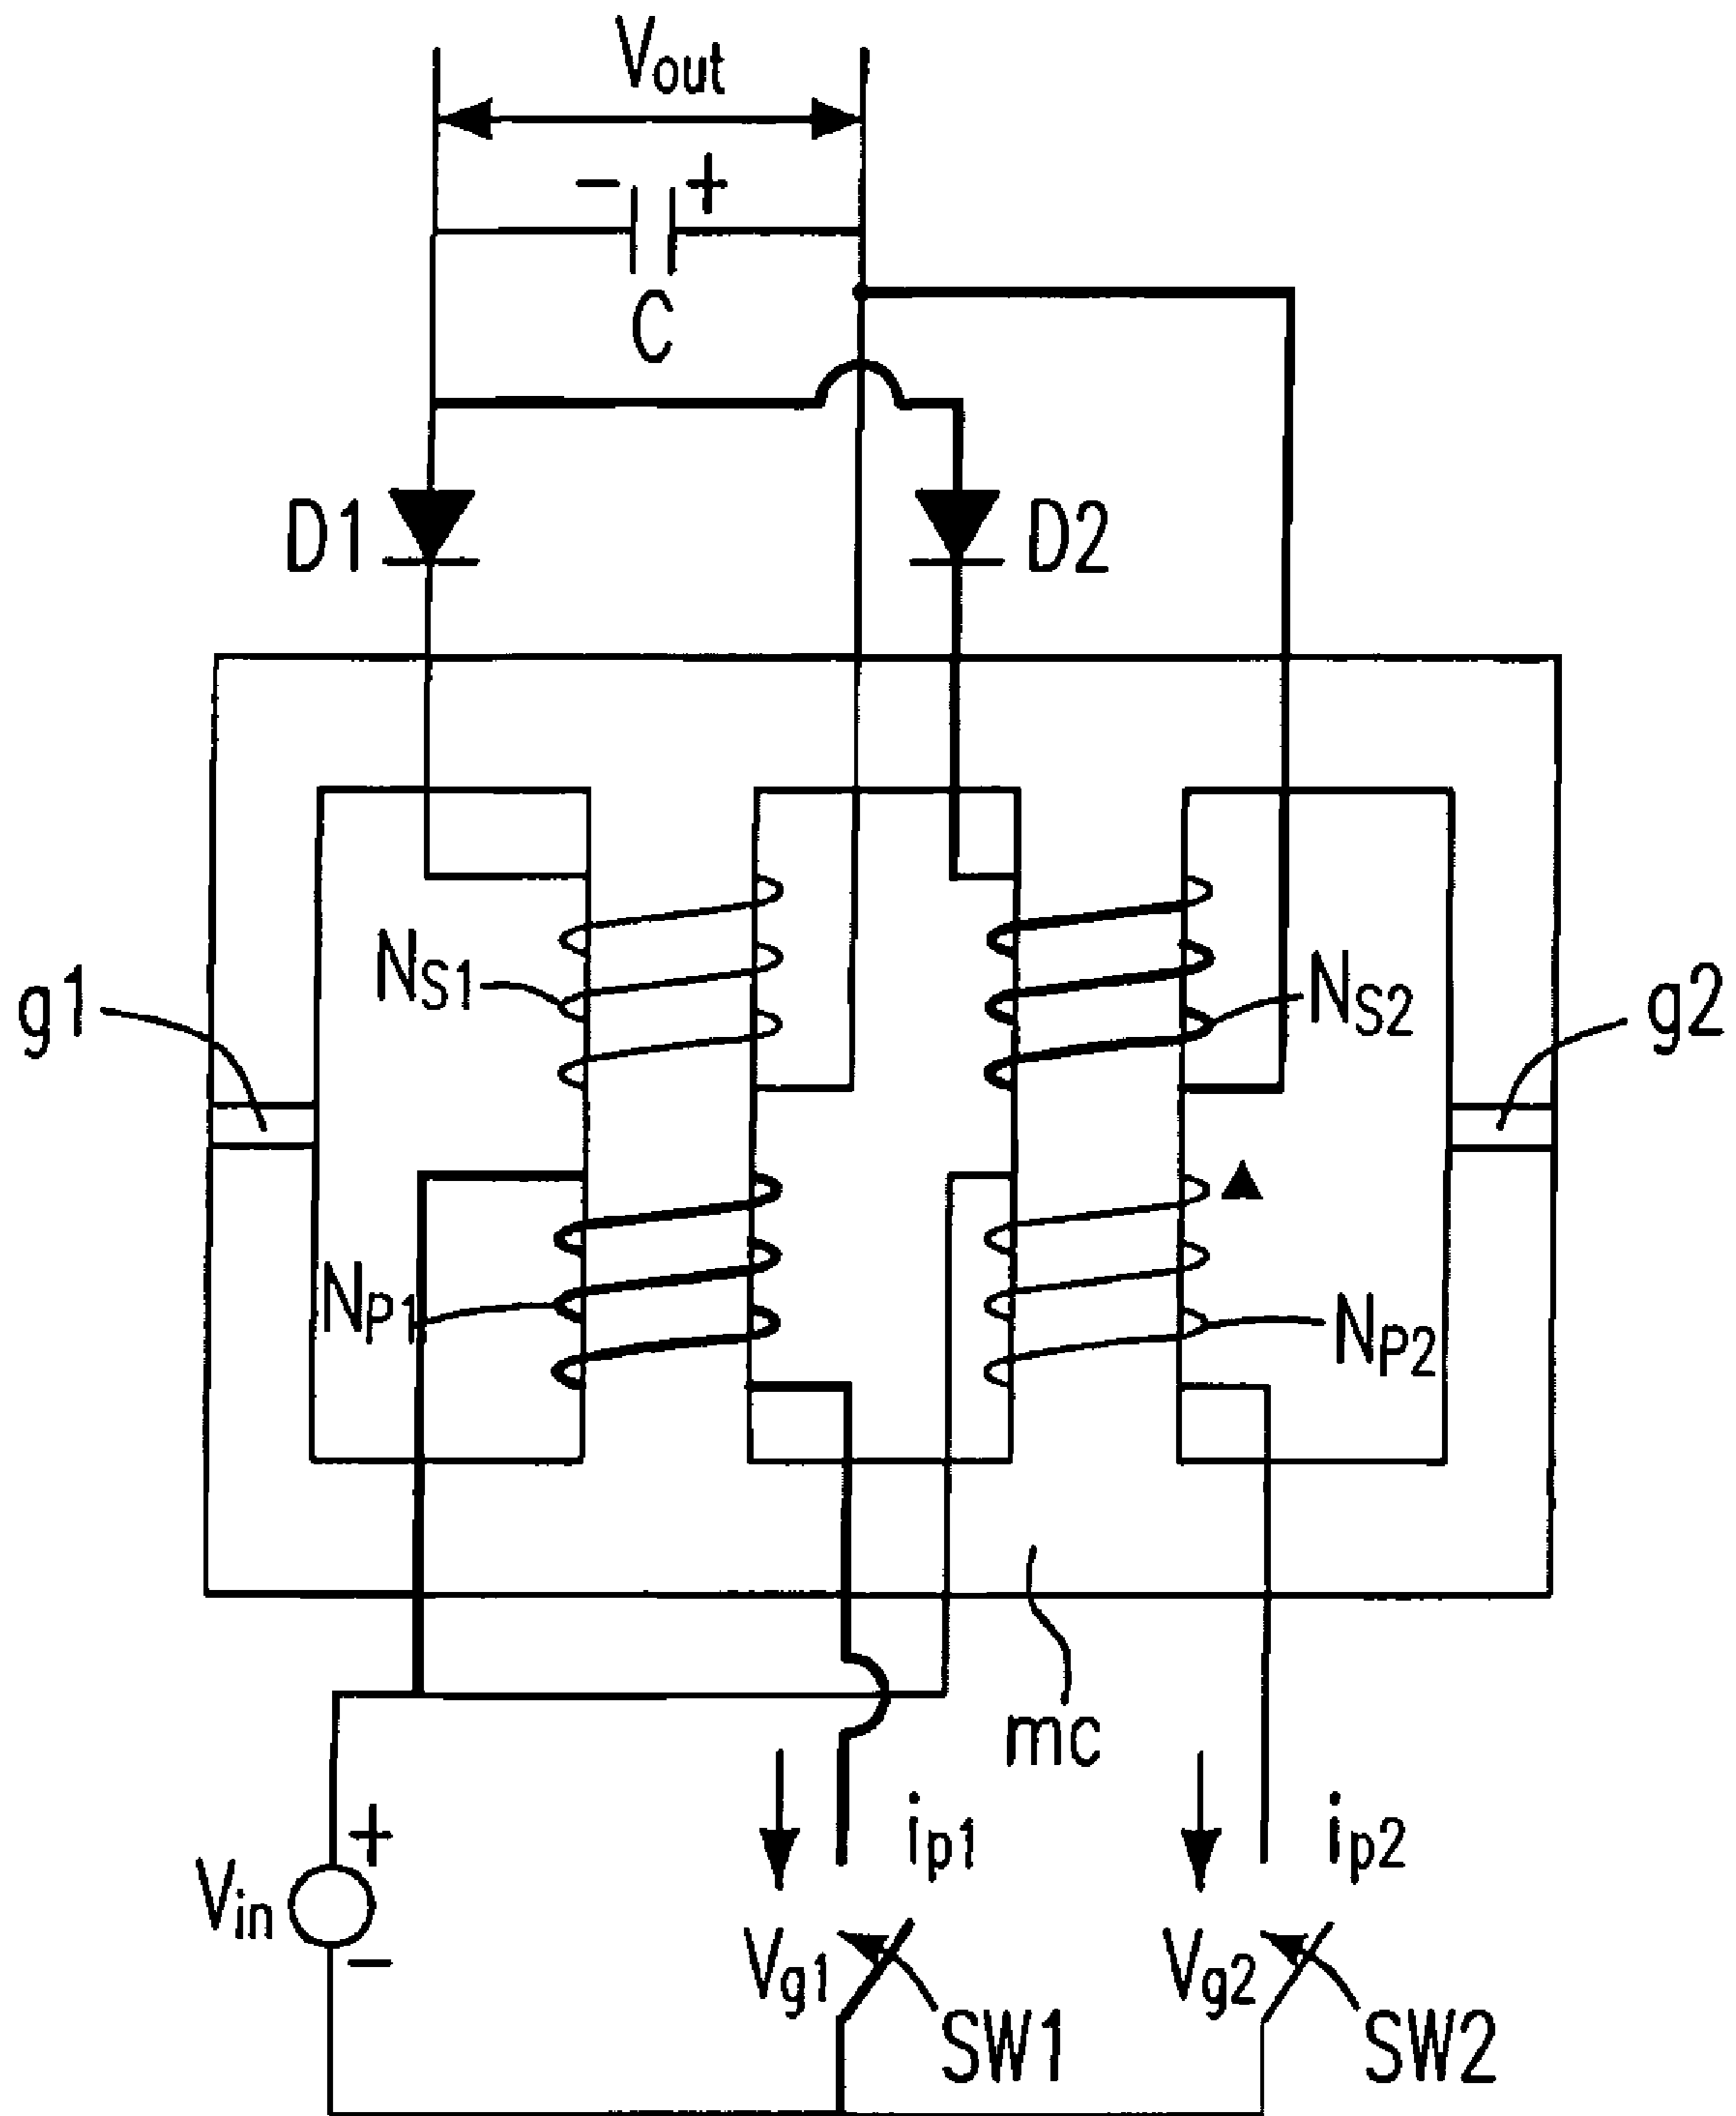 Vout
- +
C
D1
D2
NS1
NS2
g1
g2
NP1
NP2
mc
+
Vin
-
ip1
ip2
Vg1
Vg2
SW1
SW2